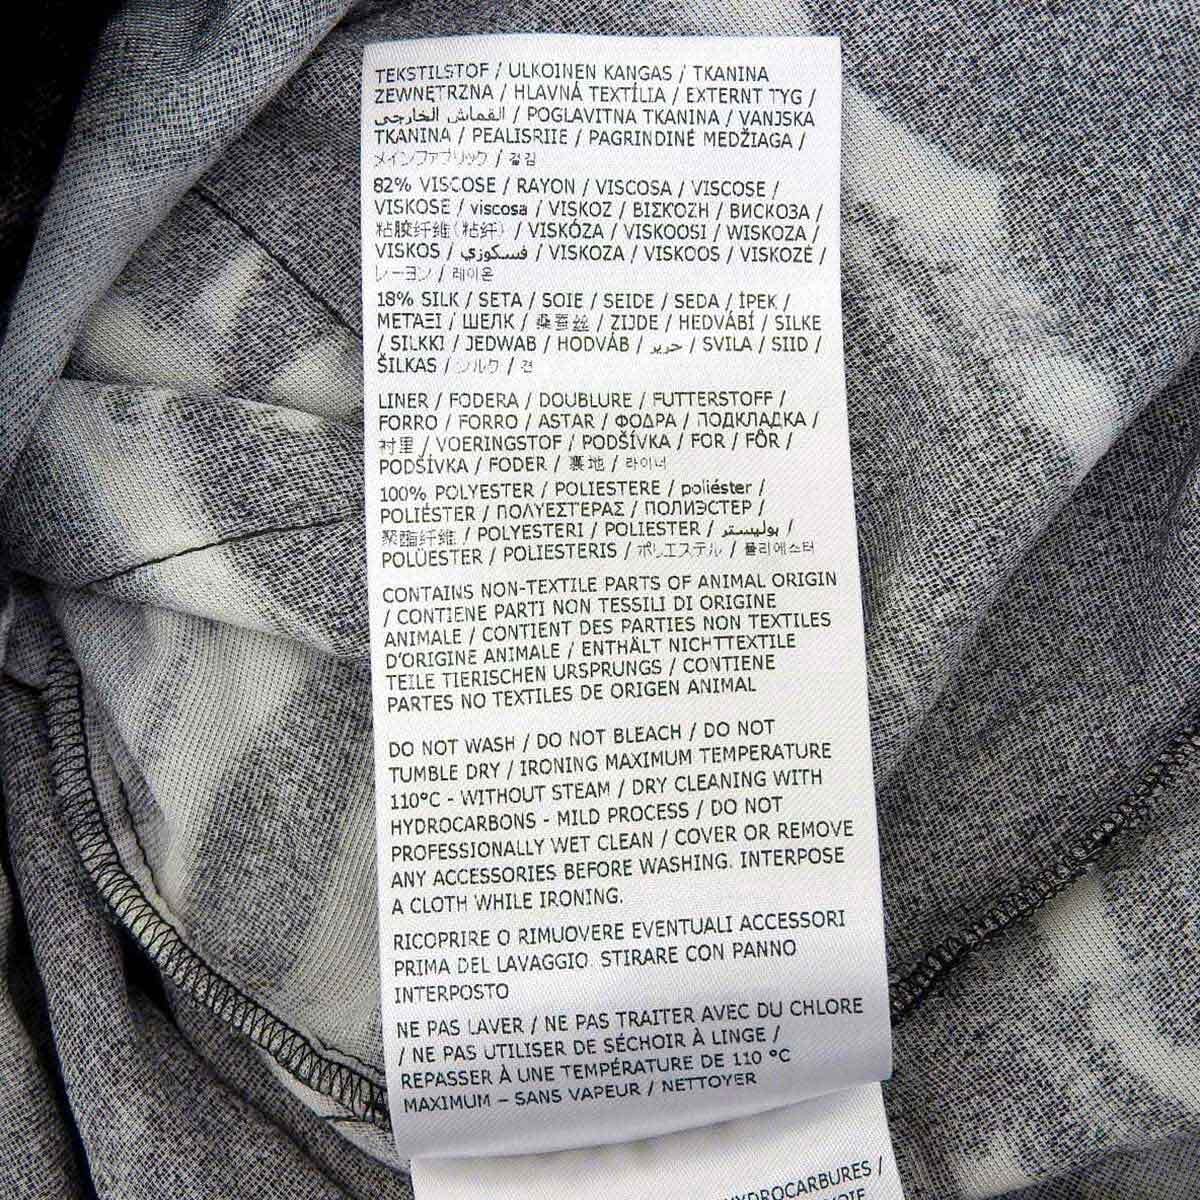 TEKSTILSTOF / ULKOINEN KANGAS / TKANINA
ZEWNĘTRZNA / HLAVNÁ TEXTÍLIA / EXTERNT TYG /
القماش الخارجي / POGLAVITNA TKANINA / VANJSKA
TKANINA / PEALISRIIE / PAGRINDINĖ MEDŽIAGA /
メインファブリック / 겉감
82% VISCOSE / RAYON / VISCOSA / VISCOSE /
VISKOSE / viscosa / VISKOZ / ΒΙΣΚΌΖΗ / ВИСКОЗА /
粘胶纤维(粘纤) / VISKÓZA / VISKOOSI / WISKOZA /
VISKOS / فسكوزي / VISKOZA / VISKOOS / VISKOZĖ /
レーヨン / 레이온
18% SILK / SETA / SOIE / SEIDE / SEDA / İPEK /
ΜΕΤΑΞΙ / ШЕЛК / 桑蚕丝 / ZIJDE / HEDVÁBÍ / SILKE
/ SILKKI / JEDWAB / HODVÁB / حرير / SVILA / SIID /
ŠILKAS / シルク / 견
LINER / FODERA / DOUBLURE / FUTTERSTOFF /
FORRO / FORRO / ASTAR / ΦΟΔΡΑ / ПОДКЛАДКА /
衬里 / VOERINGSTOF / PODŠÍVKA / FOR / FÔR /
PODŠÍVKA / FODER / 裏地 / 라이너
100% POLYESTER / POLIESTERE / poliéster /
POLIÉSTER / ΠΟΛΥΕΣΤΕΡΑΣ / ПОЛИЭСТЕР /
聚酯纤维 / POLYESTERI / POLIESTER / بوليستر /
POLÜESTER / POLIESTERIS / ポリエステル / 폴리에스터
CONTAINS NON-TEXTILE PARTS OF ANIMAL ORIGIN
/ CONTIENE PARTI NON TESSILI DI ORIGINE
ANIMALE / CONTIENT DES PARTIES NON TEXTILES
D'ORIGINE ANIMALE / ENTHÄLT NICHTTEXTILE
TEILE TIERISCHEN URSPRUNGS / CONTIENE
PARTES NO TEXTILES DE ORIGEN ANIMAL
DO NOT WASH / DO NOT BLEACH / DO NOT
TUMBLE DRY / IRONING MAXIMUM TEMPERATURE
110°C - WITHOUT STEAM / DRY CLEANING WITH
HYDROCARBONS - MILD PROCESS / DO NOT
PROFESSIONALLY WET CLEAN / COVER OR REMOVE
ANY ACCESSORIES BEFORE WASHING. INTERPOSE
A CLOTH WHILE IRONING.
RICOPRIRE O RIMUOVERE EVENTUALI ACCESSORI
PRIMA DEL LAVAGGIO. STIRARE CON PANNO
INTERPOSTO
NE PAS LAVER / NE PAS TRAITER AVEC DU CHLORE
/ NE PAS UTILISER DE SÉCHOIR À LINGE /
REPASSER À UNE TEMPÉRATURE DE 110 °C
MAXIMUM – SANS VAPEUR / NETTOYER
HYDROCARBURES /